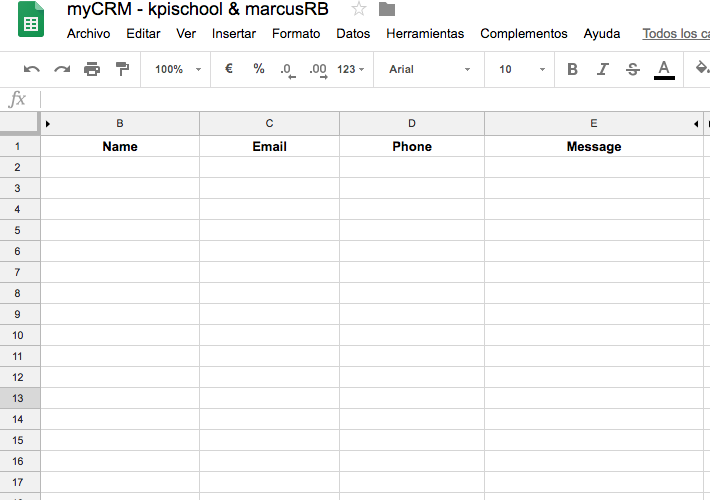 myCRM - kpischool & marcusRB
Archivo Editar Ver Insertar Formato Datos Herramientas Complementos Ayuda Todos los ca
100% € % .0 .00 123 Arial 10 B I S A
fx
B C D E
1 Name Email Phone Message
2
3
4
5
6
7
8
9
10
11
12
13
14
15
16
17